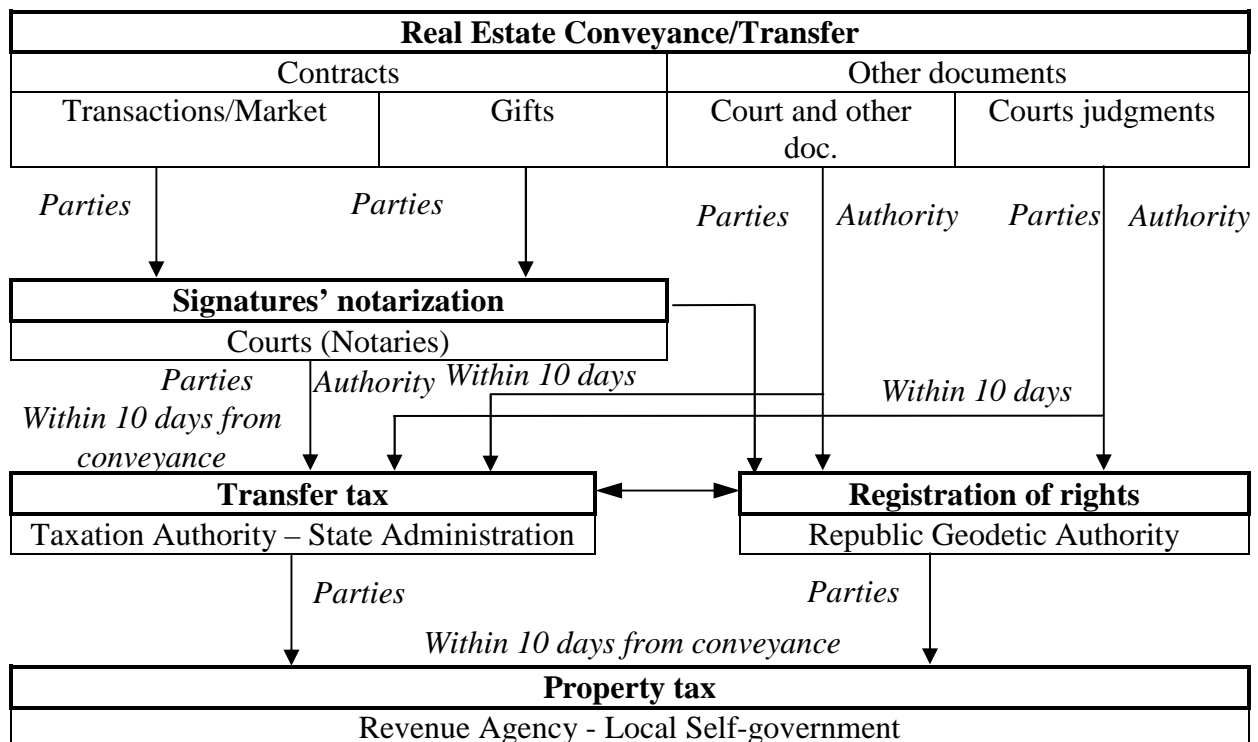 Real Estate Conveyance/Transfer
Contracts
Other documents
Transactions/Market
Gifts
Court and other
doc.
Courts judgments
Parties
Parties
Parties
Authority
Parties
Authority
Signatures’ notarization
Courts (Notaries)
Parties
Authority
Within 10 days
Within 10 days
Within 10 days from
conveyance
Transfer tax
Registration of rights
Taxation Authority – State Administration
Republic Geodetic Authority
Parties
Parties
Within 10 days from conveyance
Property tax
Revenue Agency - Local Self-government